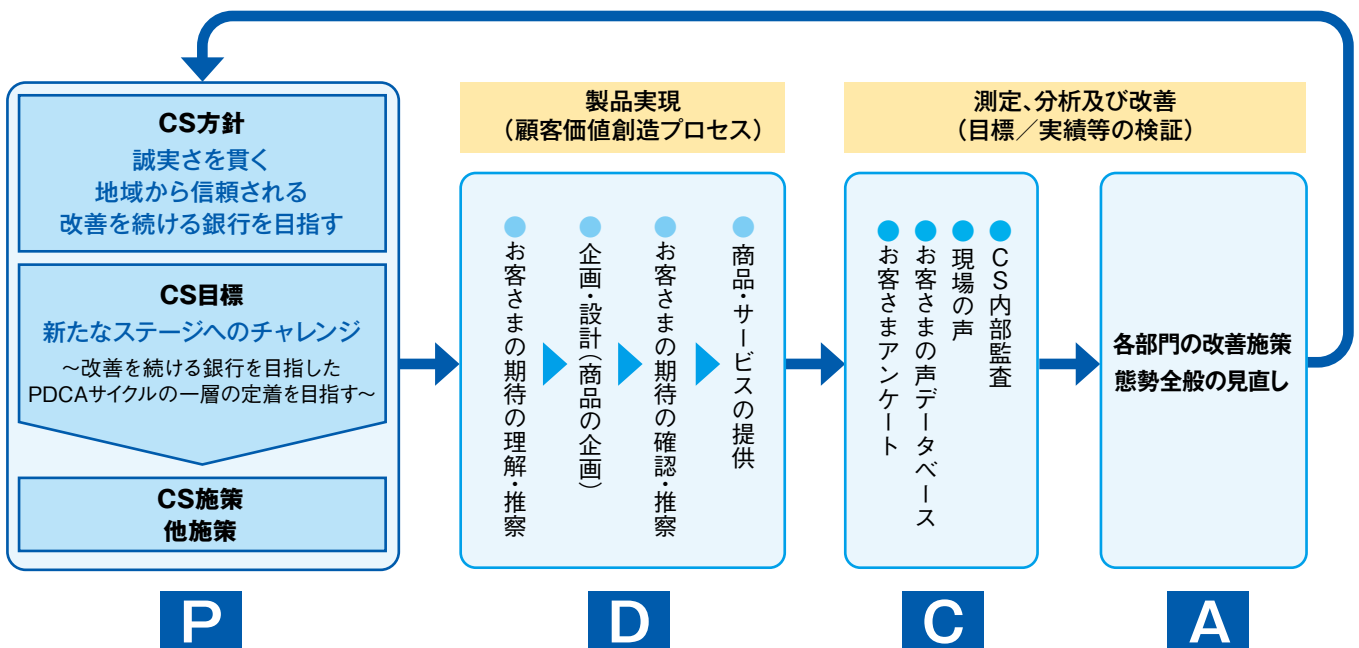 CS方針
誠実さを貫く
地域から信頼される
改善を続ける銀行を目指す
CS目標
新たなステージへのチャレンジ
～改善を続ける銀行を目指した
PDCAサイクルの一層の定着を目指す～
CS施策
他施策
P
製品実現
（顧客価値創造プロセス）
お客さまの期待の理解・推察
企画・設計（商品の企画）
お客さまの期待の確認・推察
商品・サービスの提供
D
測定、分析及び改善
（目標／実績等の検証）
お客さまアンケート
お客さまの声データベース
現場の声
CS内部監査
C
各部門の改善施策
態勢全般の見直し
A